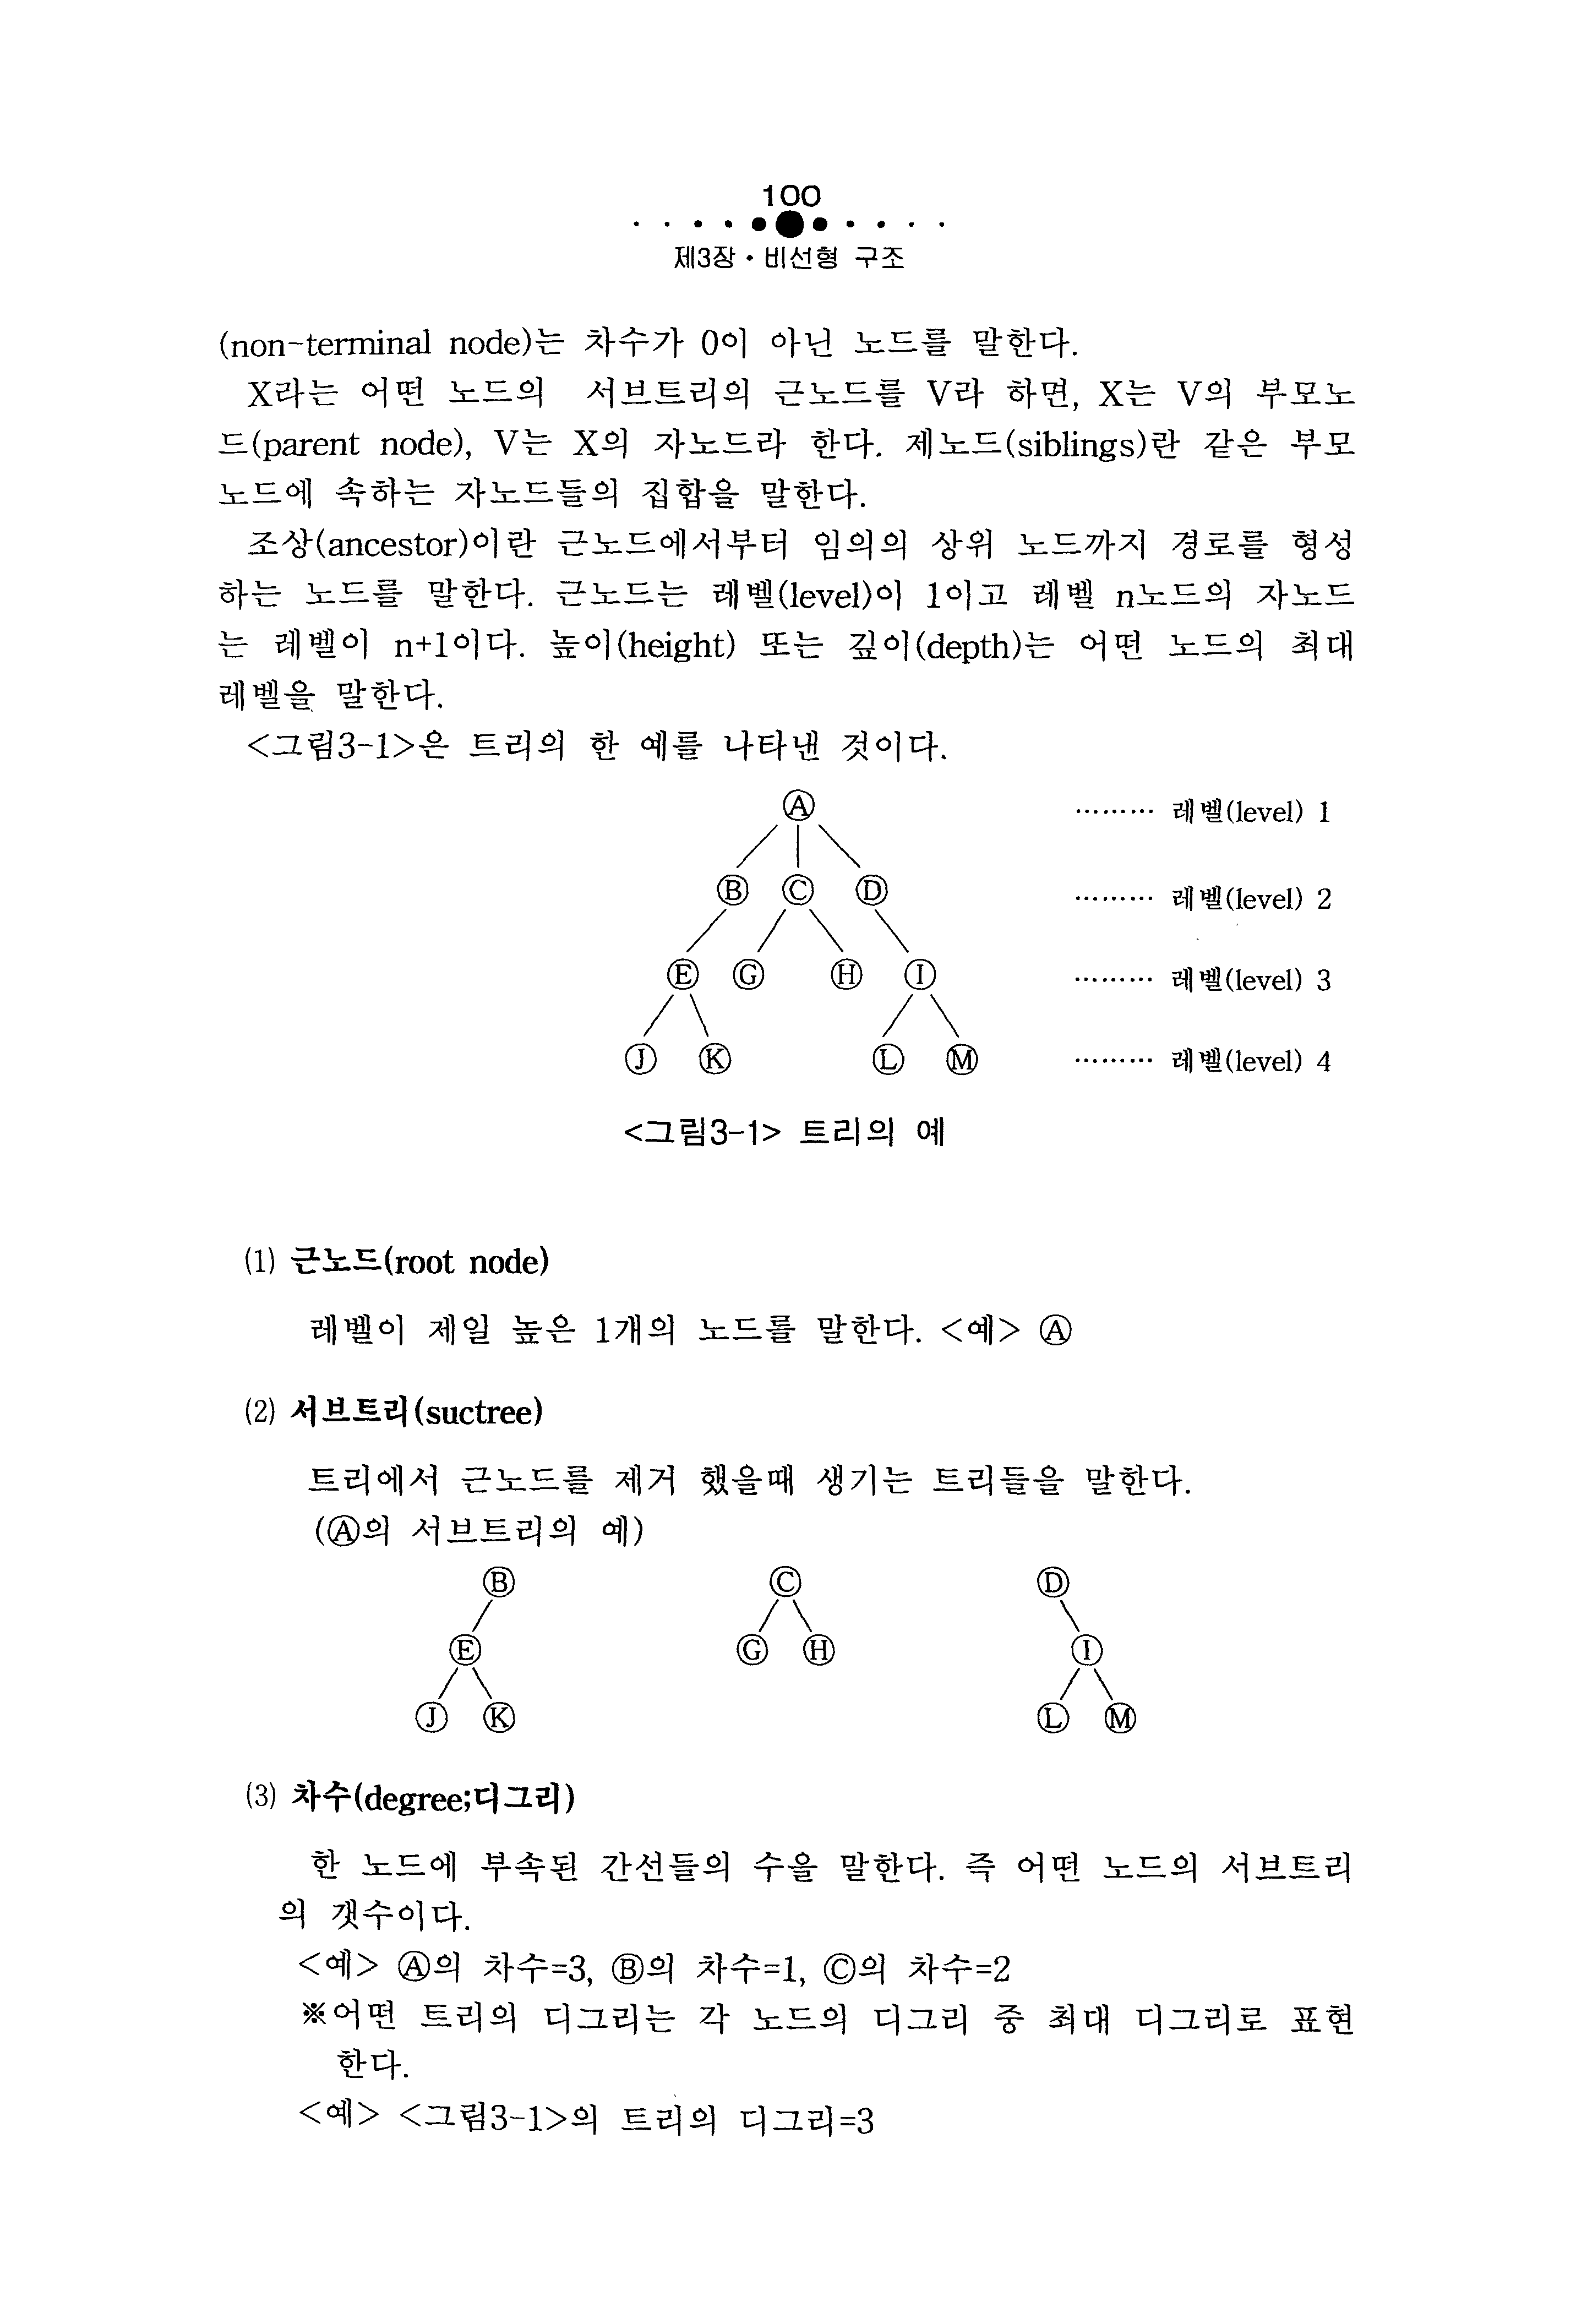 100
제3장 • 비선형 구조
(non-terminal node)는 차수가 0이 아닌 노드를 말한다.
X라는 어떤 노드의 서브트리의 근노드를 V라 하면, X는 V의 부모노
드(parent node), V는 X의 자노드라 한다. 제노드(siblings)란 같은 부모
노드에 속하는 자노드들의 집합을 말한다.
조상(ancestor)이란 근노드에서부터 임의의 상위 노드까지 경로를 형성
하는 노드를 말한다. 근노드는 레벨(level)이 1이고 레벨 n노드의 자노드
는 레벨이 n+1이다. 높이(height) 또는 깊이(depth)는 어떤 노드의 최대
레벨을 말한다.
<그림3-1>은 트리의 한 예를 나타낸 것이다.
Ⓐ ········· 레벨(level) 1
Ⓑ Ⓒ Ⓓ ········· 레벨(level) 2
Ⓔ Ⓖ Ⓗ Ⓘ ········· 레벨(level) 3
Ⓙ Ⓚ Ⓛ Ⓜ ········· 레벨(level) 4
<그림3-1> 트리의 예
(1) 근노드(root node)
레벨이 제일 높은 1개의 노드를 말한다. <예> Ⓐ
(2) 서브트리(suctree)
트리에서 근노드를 제거 했을때 생기는 트리들을 말한다.
(Ⓐ의 서브트리의 예)
Ⓑ Ⓒ Ⓓ
Ⓔ Ⓖ Ⓗ Ⓘ
Ⓙ Ⓚ Ⓛ Ⓜ
(3) 차수(degree;디그리)
한 노드에 부속된 간선들의 수을 말한다. 즉 어떤 노드의 서브트리
의 갯수이다.
<예> Ⓐ의 차수=3, Ⓑ의 차수=1, Ⓒ의 차수=2
※어떤 트리의 디그리는 각 노드의 디그리 중 최대 디그리로 표현
한다.
<예> <그림3-1>의 트리의 디그리=3